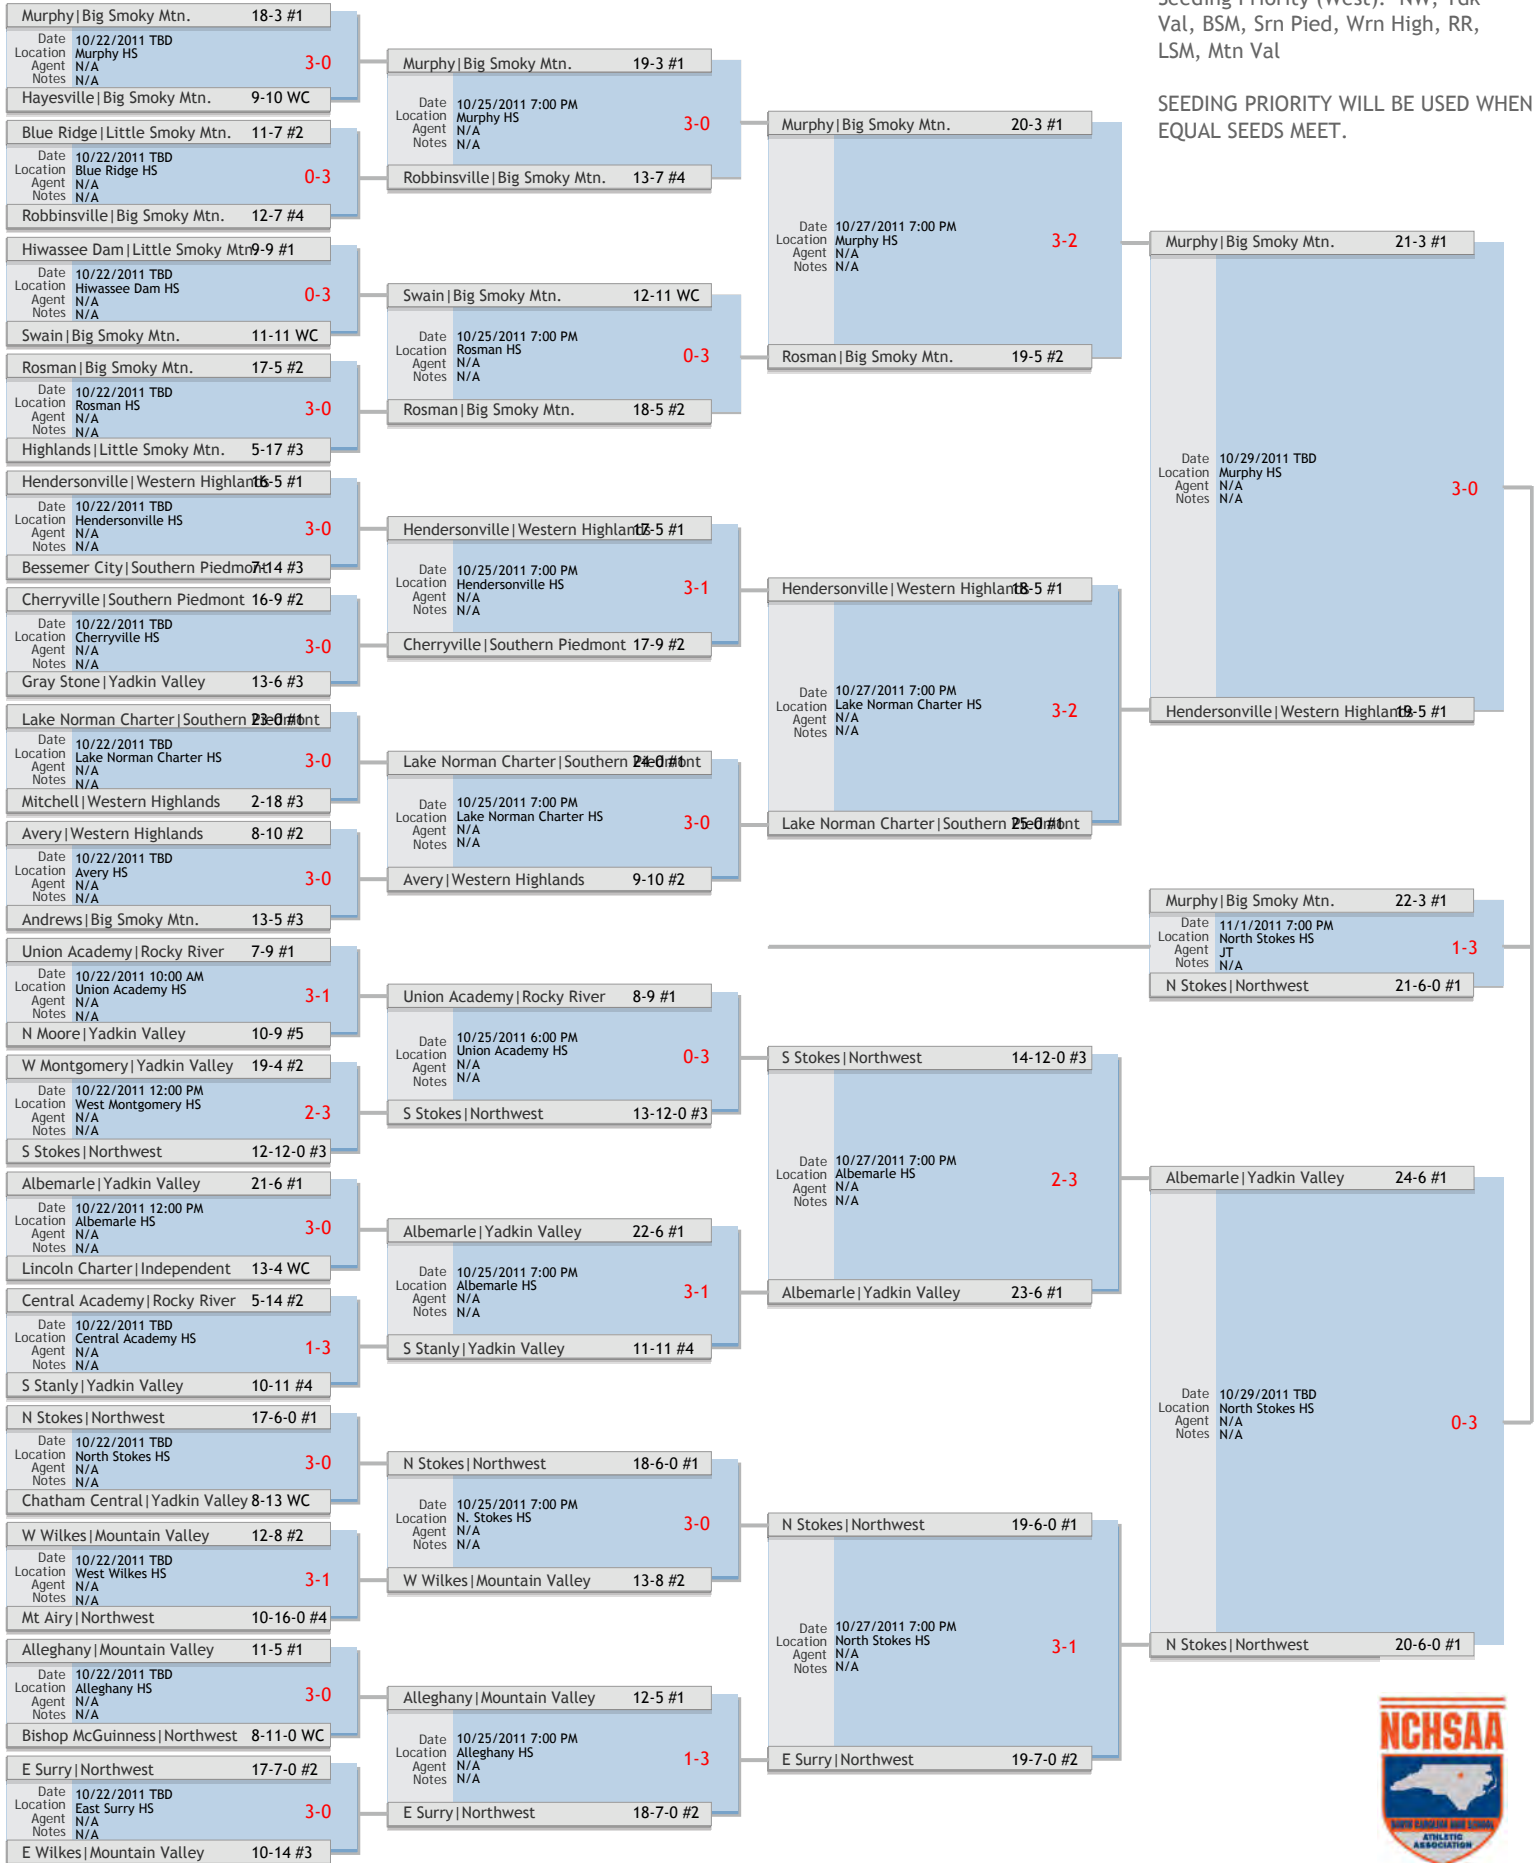 Seeding Priority (West): NW, Ydk
Val, BSM, Srn Pied, Wrn High, RR,
LSM, Mtn Val
SEEDING PRIORITY WILL BE USED WHEN
EQUAL SEEDS MEET.
Murphy|Big Smoky Mtn. 18-3 #1
Date 10/22/2011 TBD
Location Murphy HS
Agent N/A
Notes N/A
3-0
Hayesville|Big Smoky Mtn. 9-10 WC
Blue Ridge|Little Smoky Mtn. 11-7 #2
Date 10/22/2011 TBD
Location Blue Ridge HS
Agent N/A
Notes N/A
0-3
Robbinsville|Big Smoky Mtn. 12-7 #4
Hiwassee Dam|Little Smoky Mtn 9-9 #1
Date 10/22/2011 TBD
Location Hiwassee Dam HS
Agent N/A
Notes N/A
0-3
Swain|Big Smoky Mtn. 11-11 WC
Rosman|Big Smoky Mtn. 17-5 #2
Date 10/22/2011 TBD
Location Rosman HS
Agent N/A
Notes N/A
3-0
Highlands|Little Smoky Mtn. 5-17 #3
Hendersonville|Western Highlands 16-5 #1
Date 10/22/2011 TBD
Location Hendersonville HS
Agent N/A
Notes N/A
3-0
Bessemer City|Southern Piedmont 7-14 #3
Cherryville|Southern Piedmont 16-9 #2
Date 10/22/2011 TBD
Location Cherryville HS
Agent N/A
Notes N/A
3-0
Gray Stone|Yadkin Valley 13-6 #3
Lake Norman Charter|Southern Piedmont 23-0 #1
Date 10/22/2011 TBD
Location Lake Norman Charter HS
Agent N/A
Notes N/A
3-0
Mitchell|Western Highlands 2-18 #3
Avery|Western Highlands 8-10 #2
Date 10/22/2011 TBD
Location Avery HS
Agent N/A
Notes N/A
3-0
Andrews|Big Smoky Mtn. 13-5 #3
Union Academy|Rocky River 7-9 #1
Date 10/22/2011 10:00 AM
Location Union Academy HS
Agent N/A
Notes N/A
3-1
N Moore|Yadkin Valley 10-9 #5
W Montgomery|Yadkin Valley 19-4 #2
Date 10/22/2011 12:00 PM
Location West Montgomery HS
Agent N/A
Notes N/A
2-3
S Stokes|Northwest 12-12-0 #3
Albemarle|Yadkin Valley 21-6 #1
Date 10/22/2011 12:00 PM
Location Albemarle HS
Agent N/A
Notes N/A
3-0
Lincoln Charter|Independent 13-4 WC
Central Academy|Rocky River 5-14 #2
Date 10/22/2011 TBD
Location Central Academy HS
Agent N/A
Notes N/A
1-3
S Stanly|Yadkin Valley 10-11 #4
N Stokes|Northwest 17-6-0 #1
Date 10/22/2011 TBD
Location North Stokes HS
Agent N/A
Notes N/A
3-0
Chatham Central|Yadkin Valley 8-13 WC
W Wilkes|Mountain Valley 12-8 #2
Date 10/22/2011 TBD
Location West Wilkes HS
Agent N/A
Notes N/A
3-1
Mt Airy|Northwest 10-16-0 #4
Alleghany|Mountain Valley 11-5 #1
Date 10/22/2011 TBD
Location Alleghany HS
Agent N/A
Notes N/A
3-0
Bishop McGuinness|Northwest 8-11-0 WC
E Surry|Northwest 17-7-0 #2
Date 10/22/2011 TBD
Location East Surry HS
Agent N/A
Notes N/A
3-0
E Wilkes|Mountain Valley 10-14 #3
Murphy|Big Smoky Mtn. 19-3 #1
Date 10/25/2011 7:00 PM
Location Murphy HS
Agent N/A
Notes N/A
3-0
Robbinsville|Big Smoky Mtn. 13-7 #4
Swain|Big Smoky Mtn. 12-11 WC
Date 10/25/2011 7:00 PM
Location Rosman HS
Agent N/A
Notes N/A
0-3
Rosman|Big Smoky Mtn. 18-5 #2
Hendersonville|Western Highlands 17-5 #1
Date 10/25/2011 7:00 PM
Location Hendersonville HS
Agent N/A
Notes N/A
3-1
Cherryville|Southern Piedmont 17-9 #2
Lake Norman Charter|Southern Piedmont 24-0 #1
Date 10/25/2011 7:00 PM
Location Lake Norman Charter HS
Agent N/A
Notes N/A
3-0
Avery|Western Highlands 9-10 #2
Union Academy|Rocky River 8-9 #1
Date 10/25/2011 6:00 PM
Location Union Academy HS
Agent N/A
Notes N/A
0-3
S Stokes|Northwest 13-12-0 #3
Albemarle|Yadkin Valley 22-6 #1
Date 10/25/2011 7:00 PM
Location Albemarle HS
Agent N/A
Notes N/A
3-1
S Stanly|Yadkin Valley 11-11 #4
N Stokes|Northwest 18-6-0 #1
Date 10/25/2011 7:00 PM
Location N. Stokes HS
Agent N/A
Notes N/A
3-0
W Wilkes|Mountain Valley 13-8 #2
Alleghany|Mountain Valley 12-5 #1
Date 10/25/2011 7:00 PM
Location Alleghany HS
Agent N/A
Notes N/A
1-3
E Surry|Northwest 18-7-0 #2
Murphy|Big Smoky Mtn. 20-3 #1
Date 10/27/2011 7:00 PM
Location Murphy HS
Agent N/A
Notes N/A
3-2
Rosman|Big Smoky Mtn. 19-5 #2
Hendersonville|Western Highlands 18-5 #1
Date 10/27/2011 7:00 PM
Location Lake Norman Charter HS
Agent N/A
Notes N/A
3-2
Lake Norman Charter|Southern Piedmont 25-0 #1
S Stokes|Northwest 14-12-0 #3
Date 10/27/2011 7:00 PM
Location Albemarle HS
Agent N/A
Notes N/A
2-3
Albemarle|Yadkin Valley 23-6 #1
N Stokes|Northwest 19-6-0 #1
Date 10/27/2011 7:00 PM
Location North Stokes HS
Agent N/A
Notes N/A
3-1
E Surry|Northwest 19-7-0 #2
Murphy|Big Smoky Mtn. 21-3 #1
Date 10/29/2011 TBD
Location Murphy HS
Agent N/A
Notes N/A
3-0
Hendersonville|Western Highlands 19-5 #1
Murphy|Big Smoky Mtn. 22-3 #1
Date 11/1/2011 7:00 PM
Location North Stokes HS
Agent JT
Notes N/A
1-3
N Stokes|Northwest 21-6-0 #1
Albemarle|Yadkin Valley 24-6 #1
Date 10/29/2011 TBD
Location North Stokes HS
Agent N/A
Notes N/A
0-3
N Stokes|Northwest 20-6-0 #1
NCHSAA
NORTH CAROLINA HIGH SCHOOL
ATHLETIC
ASSOCIATION